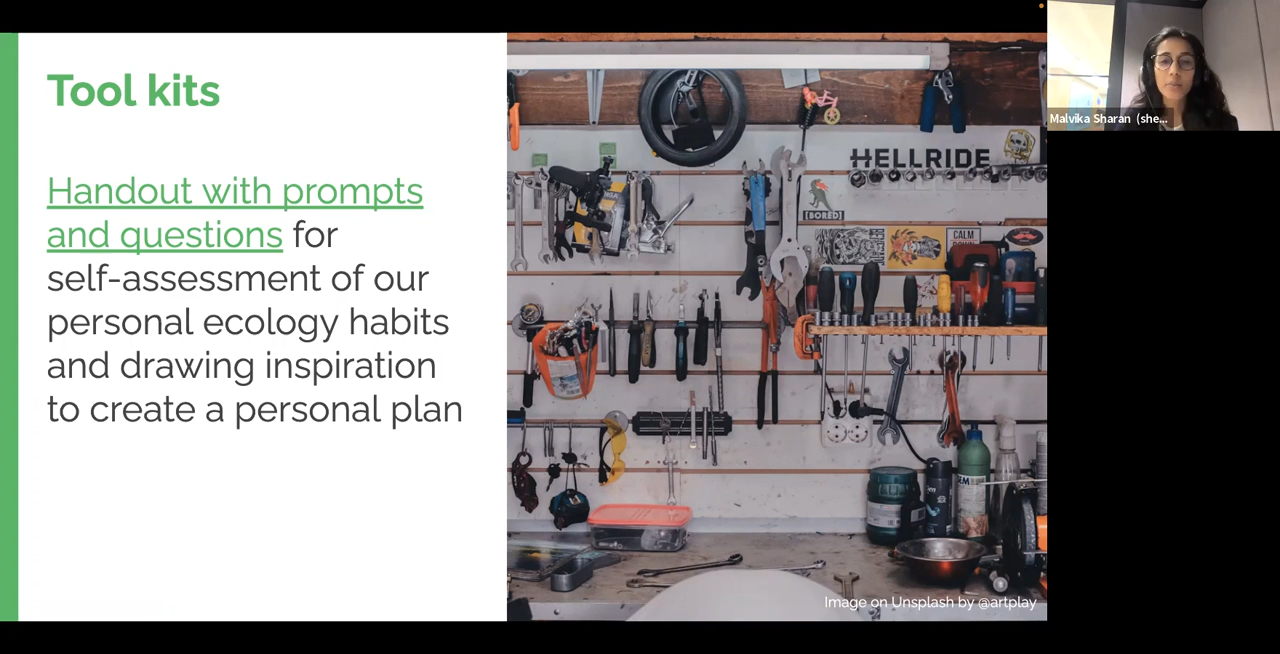 Tool kits
Handout with prompts
and questions for
self-assessment of our
personal ecology habits
and drawing inspiration
to create a personal plan
HELLRIDE
[BORED]
CALM
DOWN
Image on Unsplash by @artplay
Malvika Sharan (she...